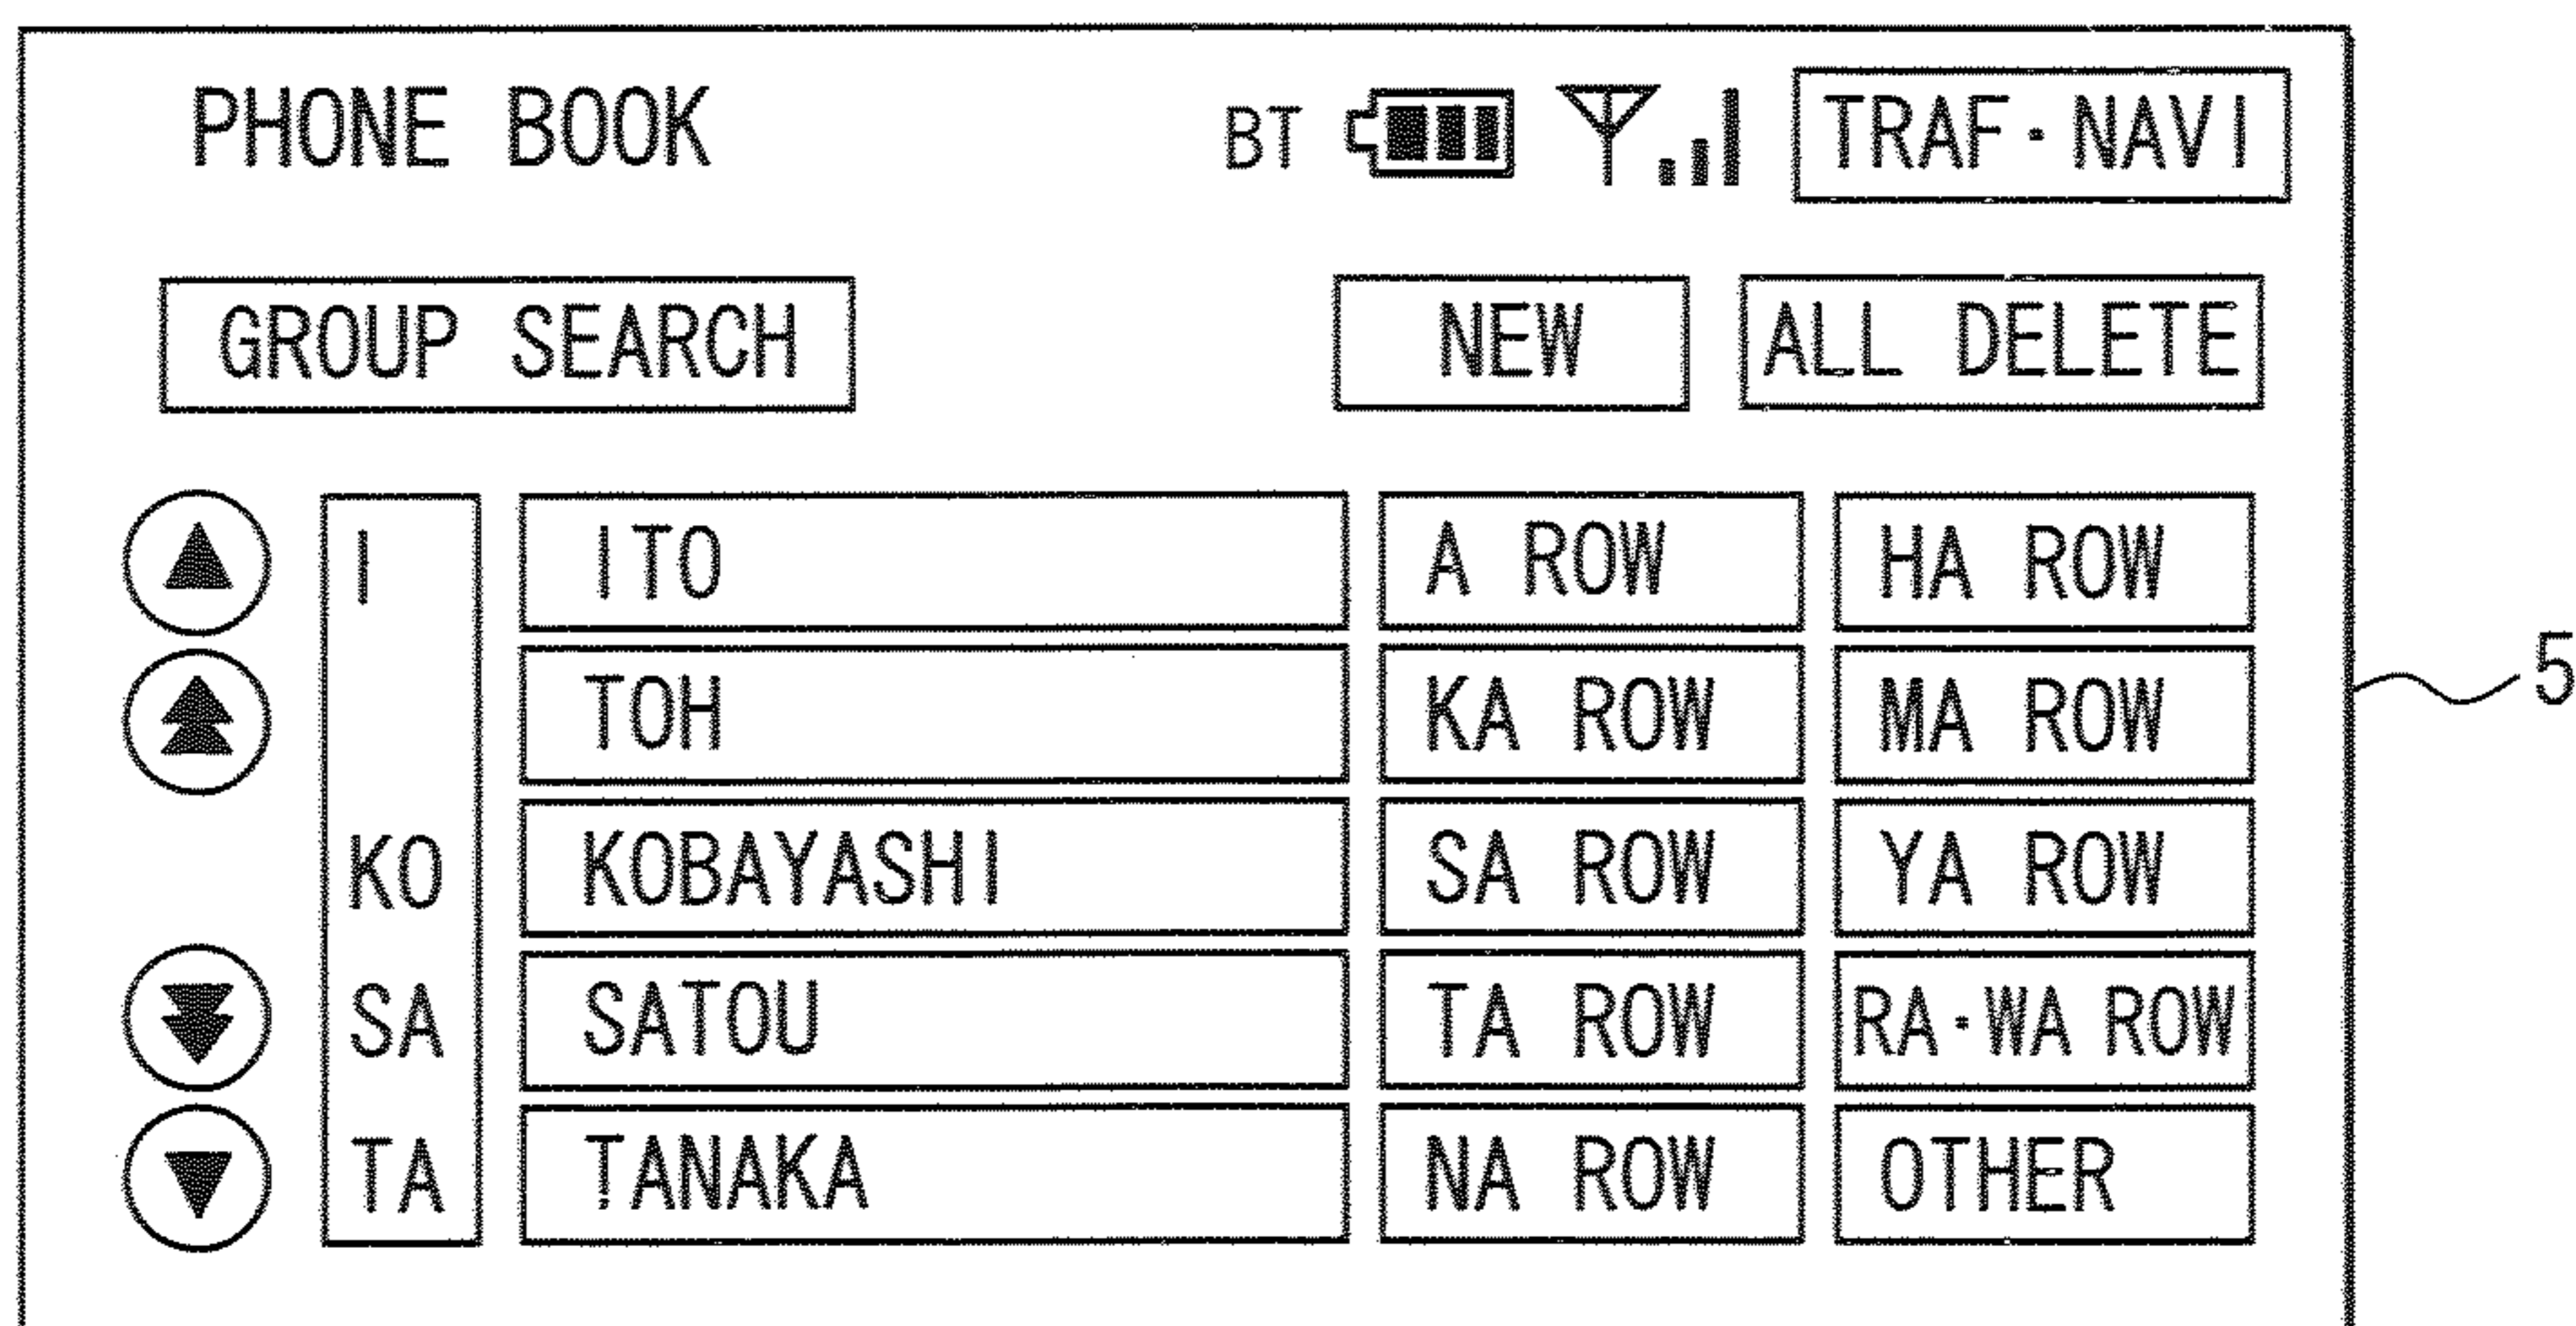 PHONE BOOK BT TRAF·NAVI
GROUP SEARCH NEW ALL DELETE
I ITO A ROW HA ROW
TOH KA ROW MA ROW
5
KO KOBAYASHI SA ROW YA ROW
SA SATOU TA ROW RA·WA ROW
TA TANAKA NA ROW OTHER